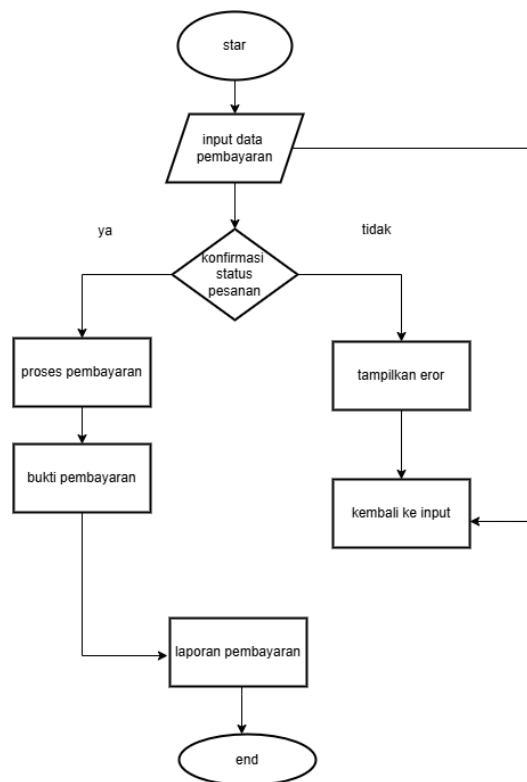 star
input data
pembayaran
ya
tidak
konfirmasi
status
pesanan
proses pembayaran
tampilkan eror
bukti pembayaran
kembali ke input
laporan pembayaran
end